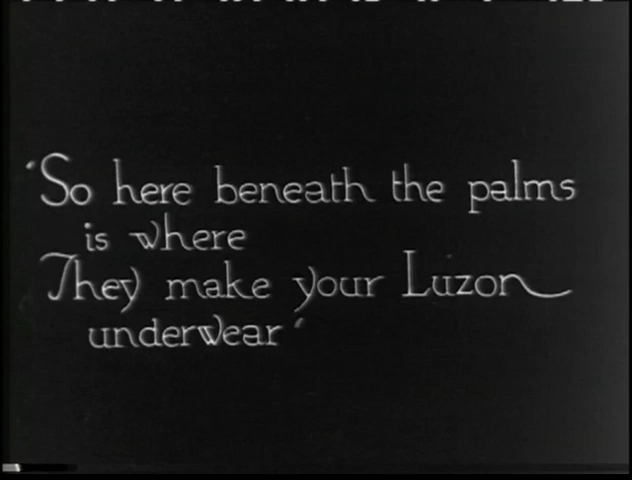 'So here beneath the palms
is where
They make your Luzon
underwear'